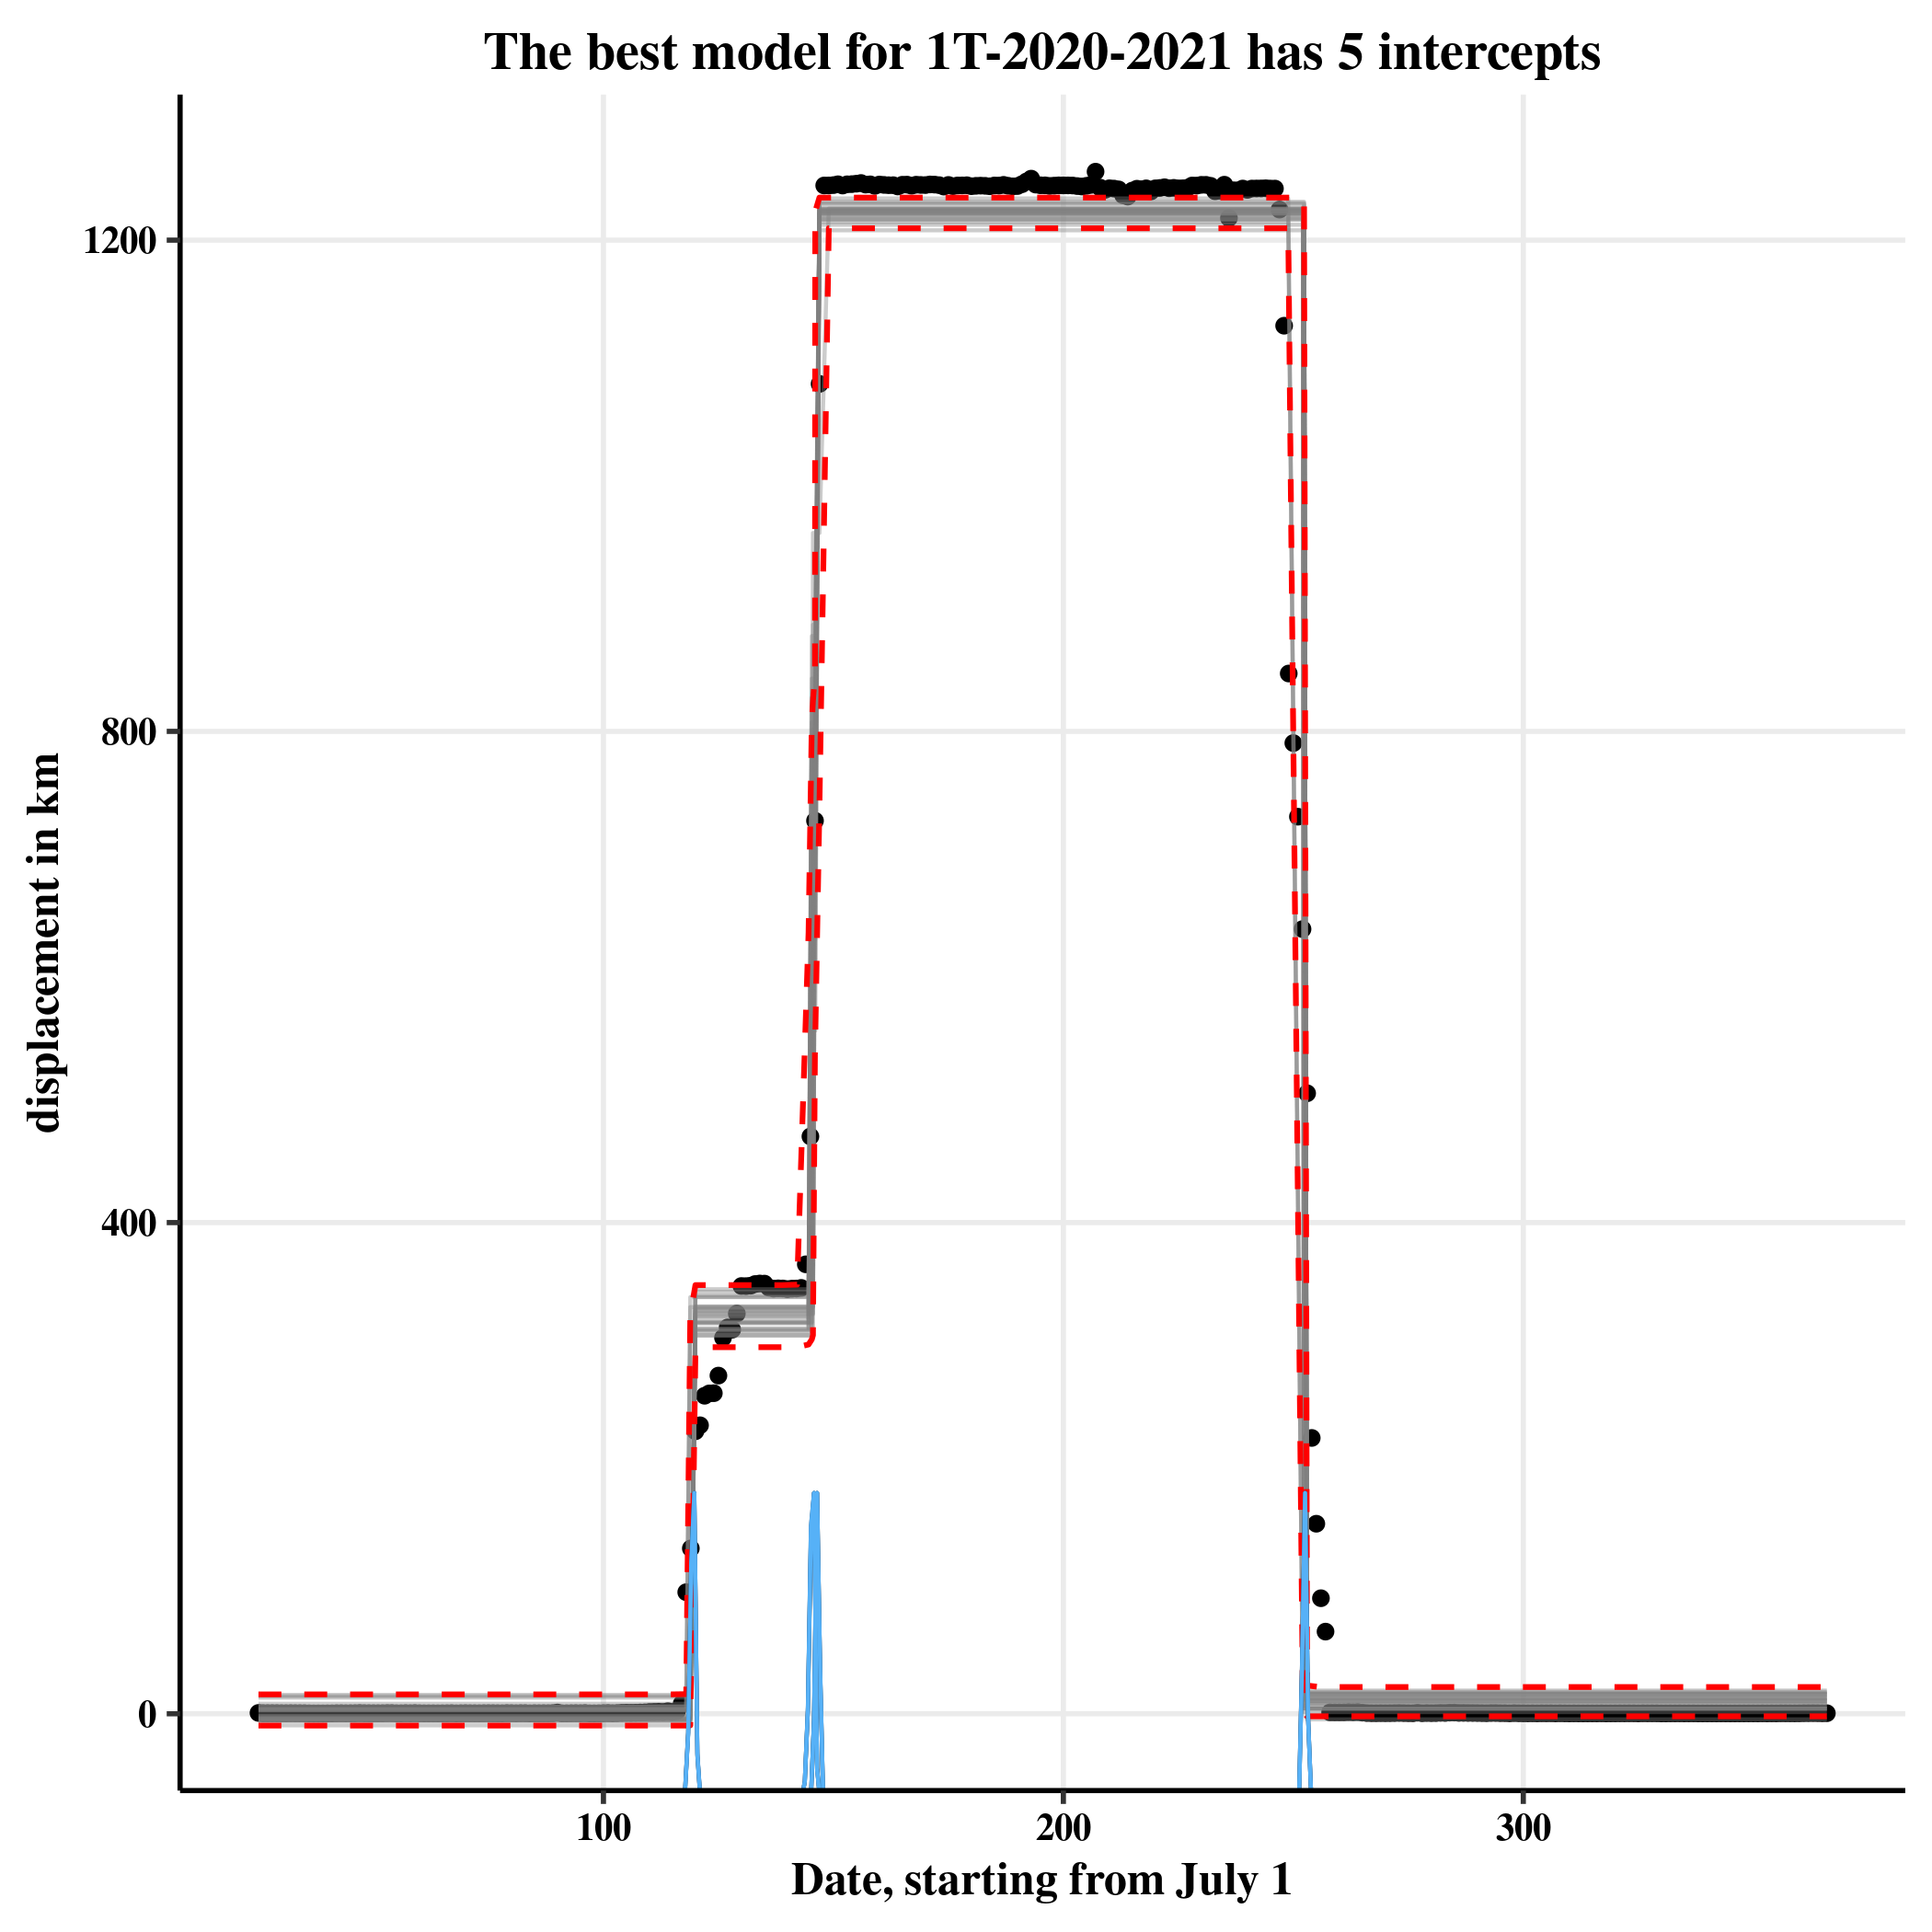 The best model for 1T-2020-2021 has 5 intercepts
1200
800
400
0
displacement in km
100
200
300
Date, starting from July 1